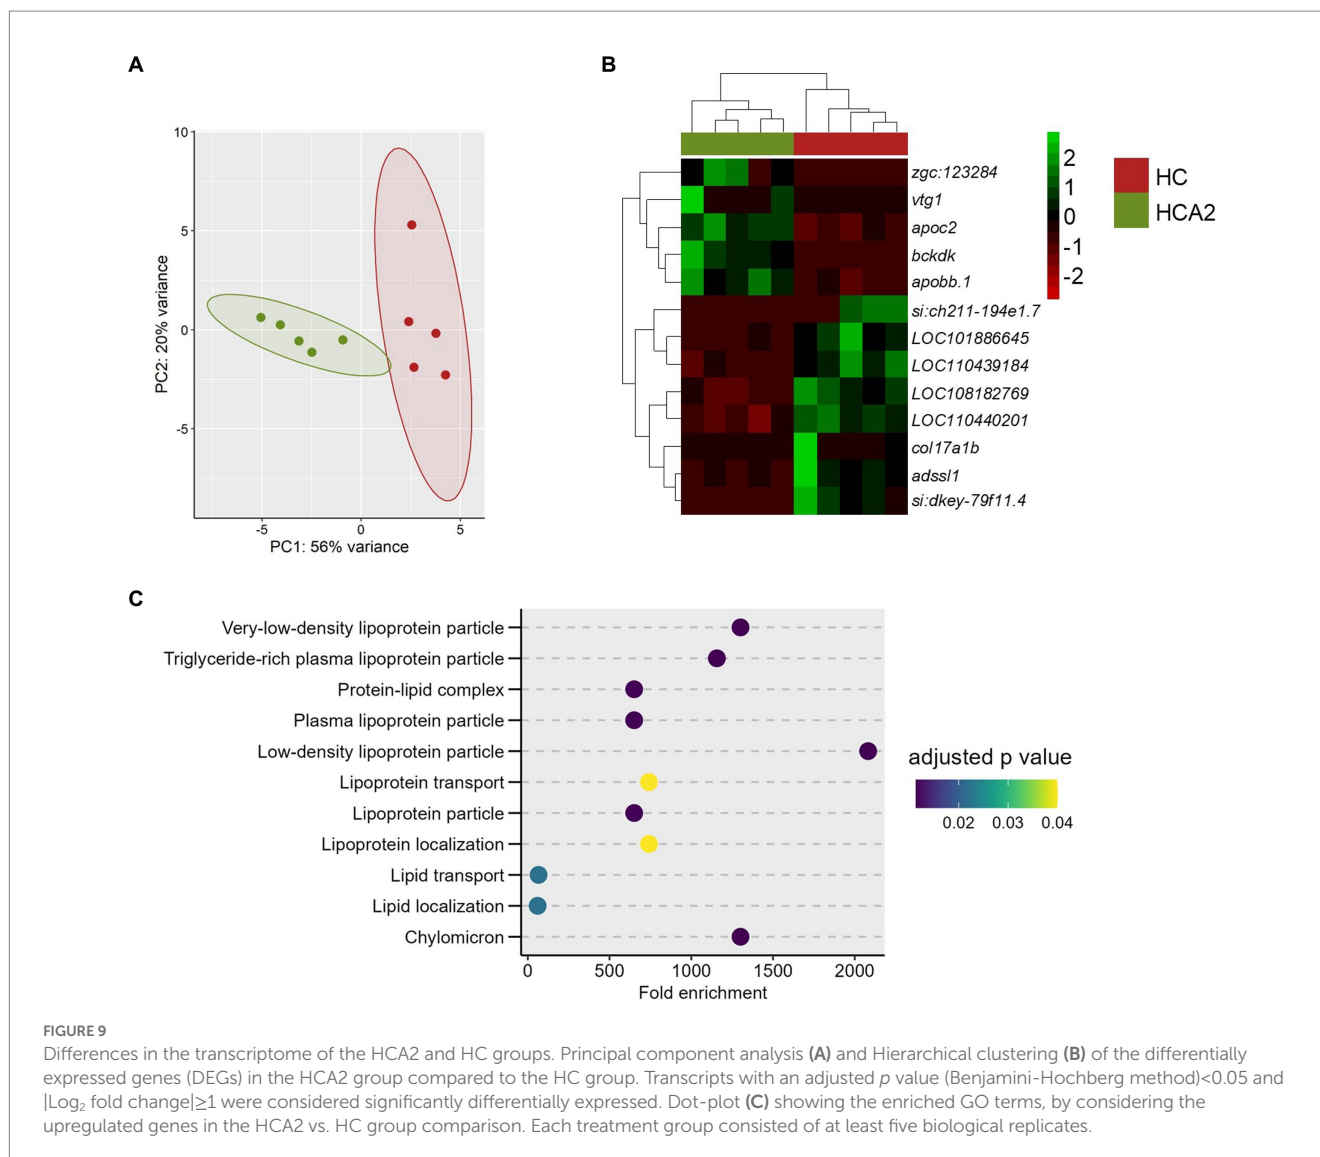 A
10
5
0
-5
-5
0
5
PC2: 20% variance
PC1: 56% variance
B
zgc:123284
vtg1
apoc2
bckdk
apobb.1
si:ch211-194e1.7
LOC101886645
LOC110439184
LOC108182769
LOC110440201
col17a1b
adssl1
si:dkey-79f11.4
2
1
0
-1
-2
HC
HCA2
C
Very-low-density lipoprotein particle
Triglyceride-rich plasma lipoprotein particle
Protein-lipid complex
Plasma lipoprotein particle
Low-density lipoprotein particle
Lipoprotein transport
Lipoprotein particle
Lipoprotein localization
Lipid transport
Lipid localization
Chylomicron
0 500 1000 1500 2000
Fold enrichment
adjusted p value
0.02 0.03 0.04
FIGURE 9
Differences in the transcriptome of the HCA2 and HC groups. Principal component analysis (A) and Hierarchical clustering (B) of the differentially
expressed genes (DEGs) in the HCA2 group compared to the HC group. Transcripts with an adjusted p value (Benjamini-Hochberg method)<0.05 and
|Log₂ fold change|≥1 were considered significantly differentially expressed. Dot-plot (C) showing the enriched GO terms, by considering the
upregulated genes in the HCA2 vs. HC group comparison. Each treatment group consisted of at least five biological replicates.